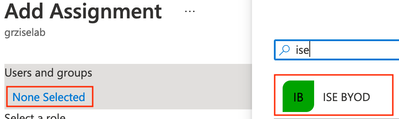 Add Assignment ...
grziselab
Users and groups
None Selected
Select a role
ise
IB ISE BYOD